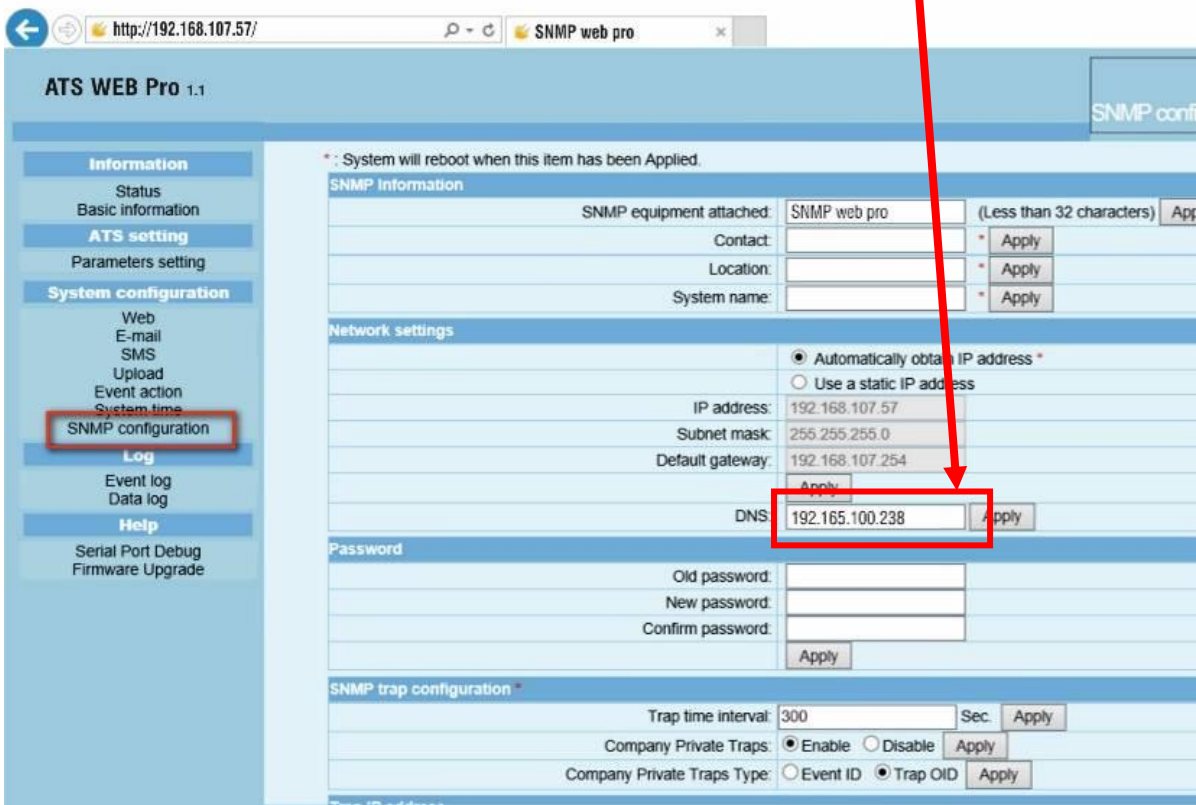 http://192.168.107.57/
SNMP web pro
ATS WEB Pro 1.1
SNMP
Information
Status
Basic information
ATS setting
Parameters setting
System configuration
Web
E-mail
SMS
Upload
Event action
System time
SNMP configuration
Log
Event log
Data log
Help
Serial Port Debug
Firmware Upgrade
* : System will reboot when this item has been Applied.
SNMP Information
SNMP equipment attached: SNMP web pro (Less than 32 characters)
Contact: * Apply
Location: * Apply
System name: * Apply
Network settings
Automatically obtain IP address *
Use a static IP address
IP address: 192.168.107.57
Subnet mask: 255.255.255.0
Default gateway: 192.168.107.254
Apply
DNS: 192.165.100.238 Apply
Password
Old password:
New password:
Confirm password:
Apply
SNMP trap configuration *
Trap time interval: 300 Sec. Apply
Company Private Traps: Enable Disable Apply
Company Private Traps Type: Event ID Trap OID Apply